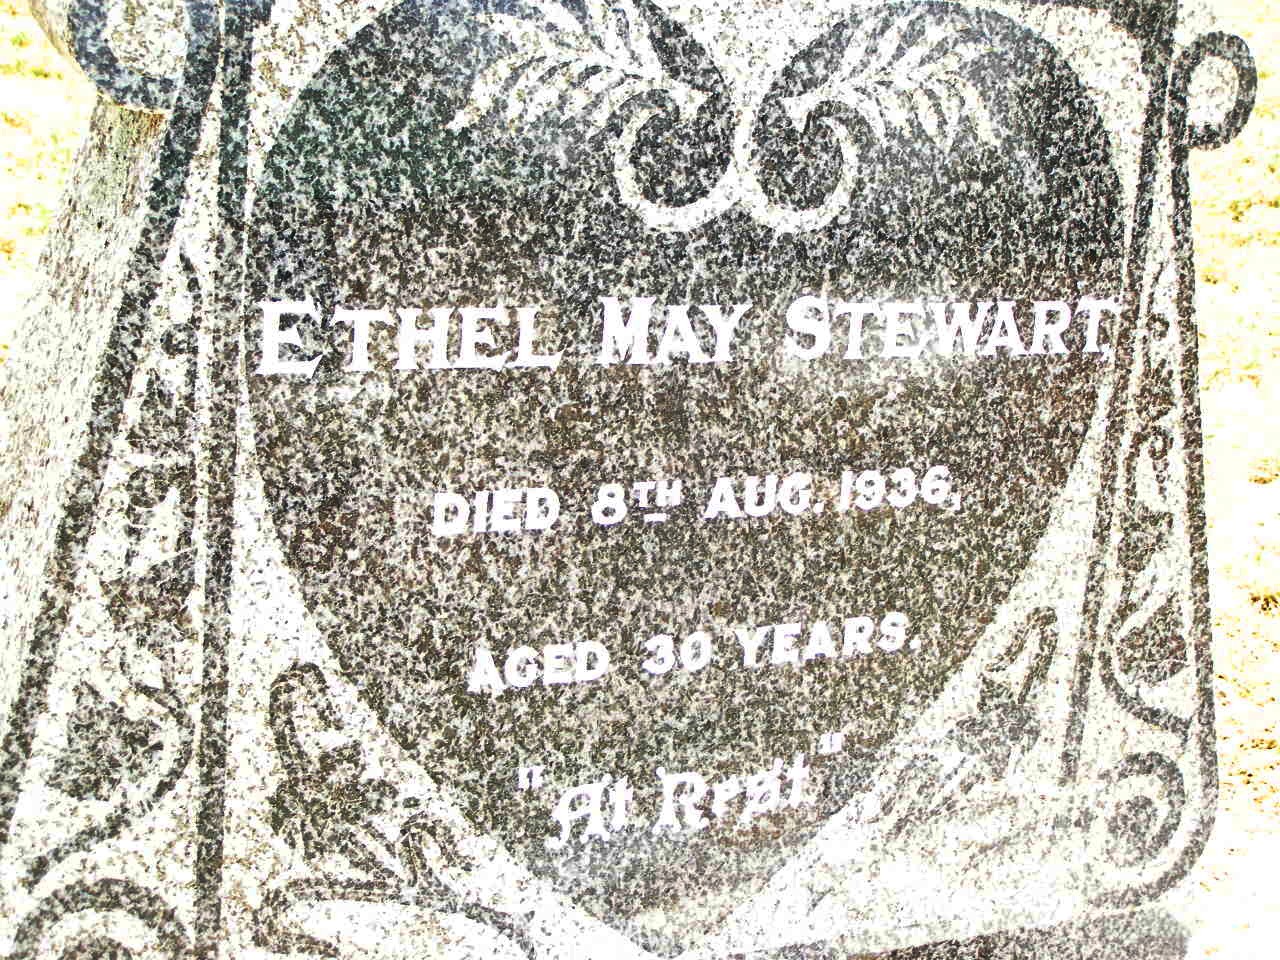 ETHEL MAY STEWART,
DIED 8TH AUG. 1936,
AGED 30 YEARS.
"At Rest"